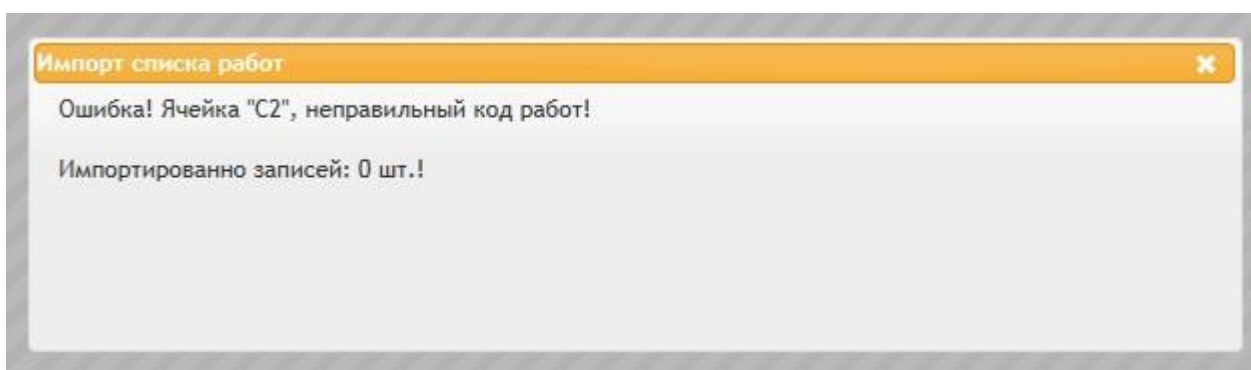 Импорт списка работ
Ошибка! Ячейка "C2", неправильный код работ!
Импортированно записей: 0 шт.!